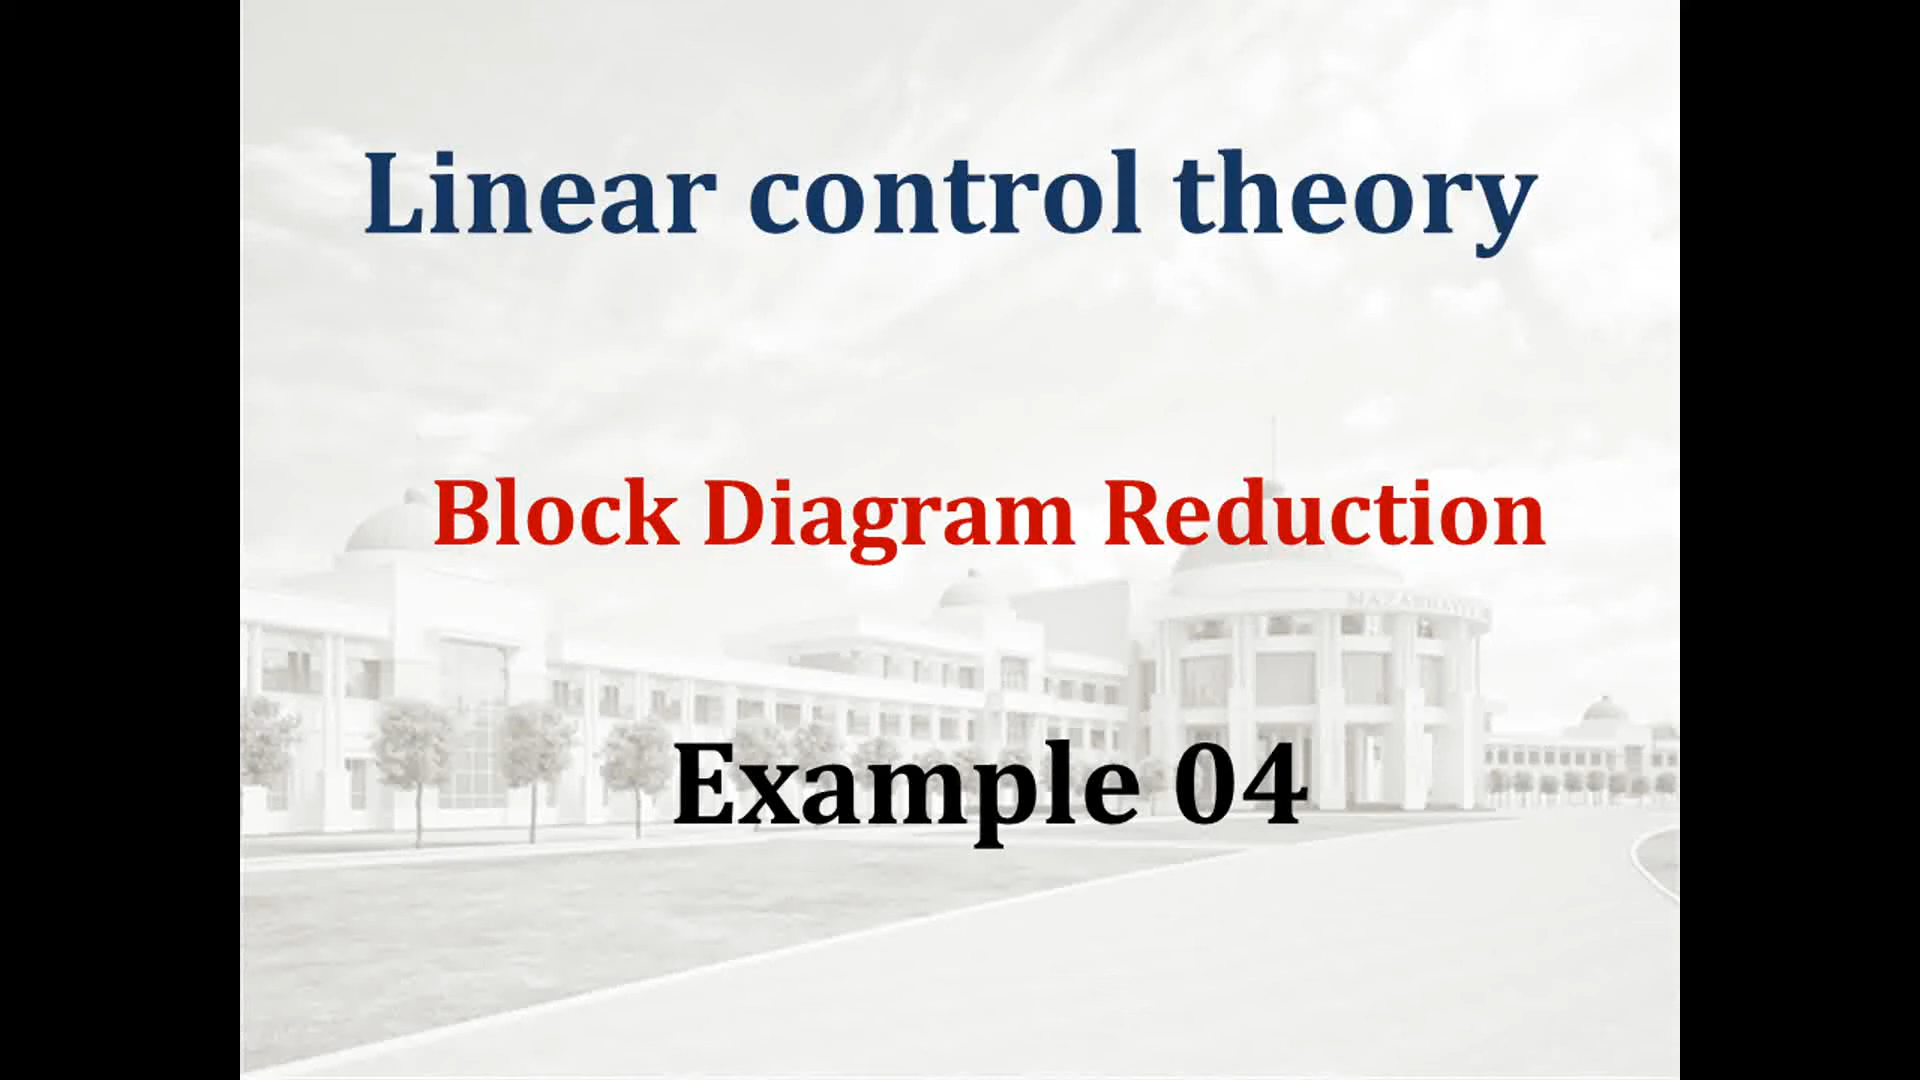 Linear control theory
Block Diagram Reduction
Example 04